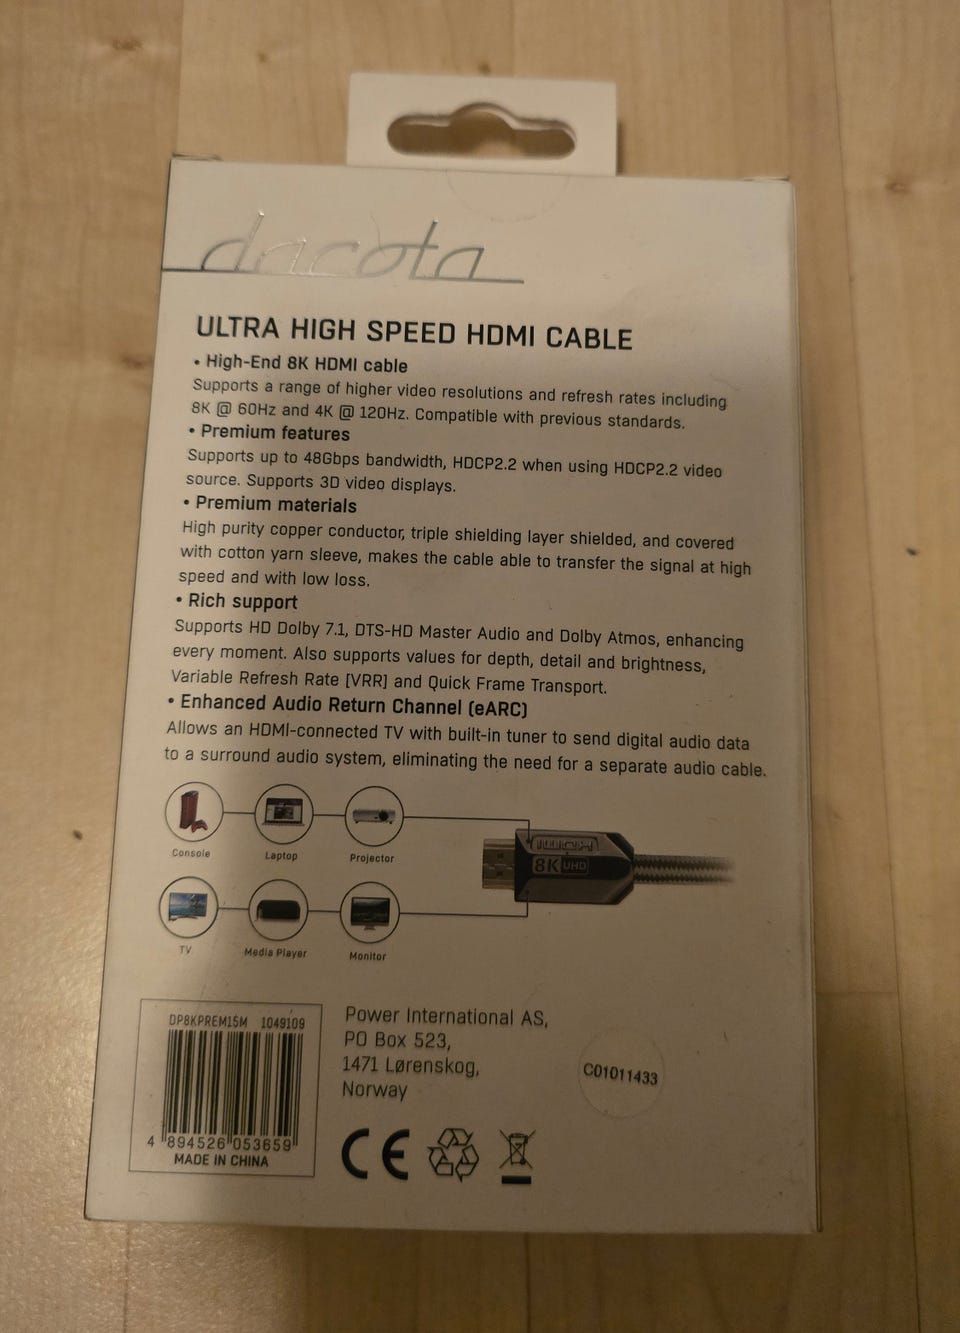 dacota
ULTRA HIGH SPEED HDMI CABLE
• High-End 8K HDMI cable
Supports a range of higher video resolutions and refresh rates including
8K @ 60Hz and 4K @ 120Hz. Compatible with previous standards.
• Premium features
Supports up to 48Gbps bandwidth, HDCP2.2 when using HDCP2.2 video
source. Supports 3D video displays.
• Premium materials
High purity copper conductor, triple shielding layer shielded, and covered
with cotton yarn sleeve, makes the cable able to transfer the signal at high
speed and with low loss.
• Rich support
Supports HD Dolby 7.1, DTS-HD Master Audio and Dolby Atmos, enhancing
every moment. Also supports values for depth, detail and brightness,
Variable Refresh Rate [VRR] and Quick Frame Transport.
• Enhanced Audio Return Channel (eARC)
Allows an HDMI-connected TV with built-in tuner to send digital audio data
to a surround audio system, eliminating the need for a separate audio cable.
Console
Laptop
Projector
HDMI
8K UHD
TV
Media Player
Monitor
DP8KPREM15M 1049109
4 894526 053659
MADE IN CHINA
Power International AS,
PO Box 523,
1471 Lørenskog,
Norway
C01011433
CE